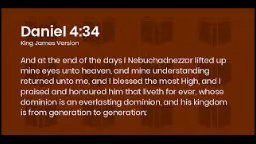 Daniel 4:34
King James Version
And at the end of the days I Nebuchadnezzar lifted up
mine eyes unto heaven, and mine understanding
returned unto me, and I blessed the most High, and I
praised and honoured him that liveth for ever, whose
dominion is an everlasting dominion, and his kingdom
is from generation to generation: